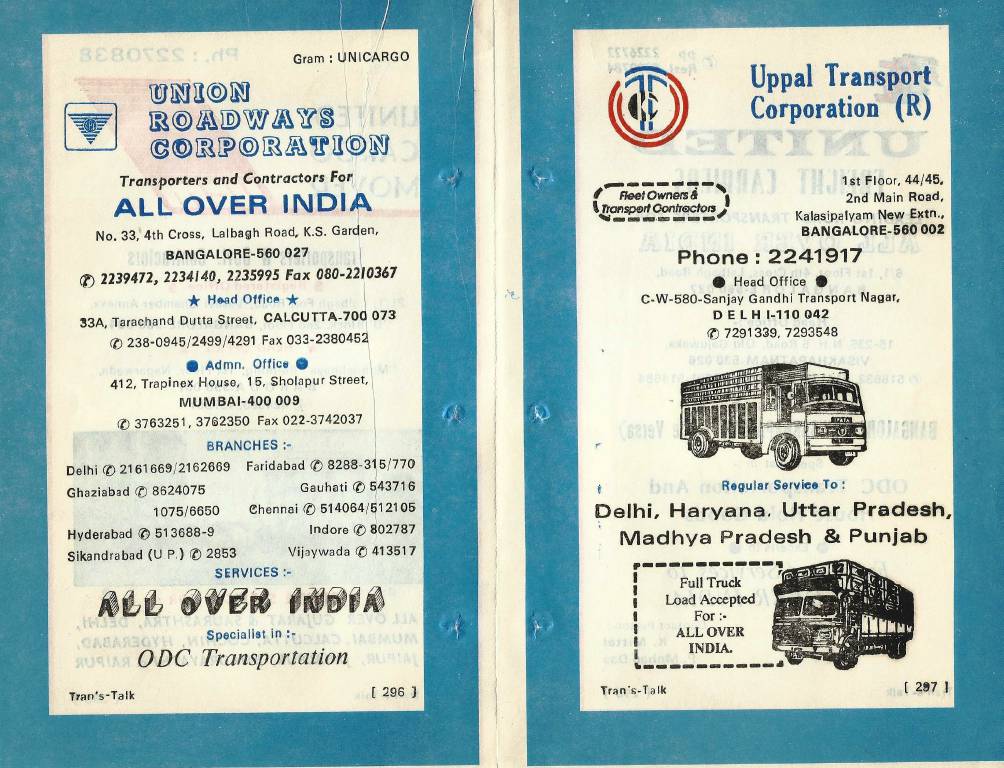 Gram : UNICARGO
UNION
ROADWAYS
CORPORATION
Transporters and Contractors For
ALL OVER INDIA
No. 33, 4th Cross, Lalbagh Road, K.S. Garden,
BANGALORE-560 027
✆ 2239472, 2234140, 2235995 Fax 080-2210367
★ Head Office ★
33A, Tarachand Dutta Street, CALCUTTA-700 073
✆ 238-0945/2499/4291 Fax 033-2380452
● Admn. Office ●
412, Trapinex House, 15, Sholapur Street,
MUMBAI-400 009
✆ 3763251, 3762350 Fax 022-3742037
BRANCHES :-
Delhi ✆ 2161669/2162669 Faridabad ✆ 8288-315/770
Ghaziabad ✆ 8624075 Gauhati ✆ 543716
1075/6650 Chennai ✆ 514064/512105
Hyderabad ✆ 513688-9 Indore ✆ 802787
Sikandrabad (U.P.) ✆ 2853 Vijaywada ✆ 413517
SERVICES :-
ALL OVER INDIA
Specialist in :-
ODC Transportation
Tran's-Talk [ 296 ]
Uppal Transport
Corporation (R)
Fleet Owners &
Transport Contractors
1st Floor, 44/45,
2nd Main Road,
Kalasipalyam New Extn.,
BANGALORE-560 002
Phone : 2241917
● Head Office ●
C-W-580-Sanjay Gandhi Transport Nagar,
DELHI-110 042
✆ 7291339, 7293548
Regular Service To :
Delhi, Haryana, Uttar Pradesh,
Madhya Pradesh & Punjab
Full Truck
Load Accepted
For :-
ALL OVER
INDIA.
Tran's-Talk [ 297 ]